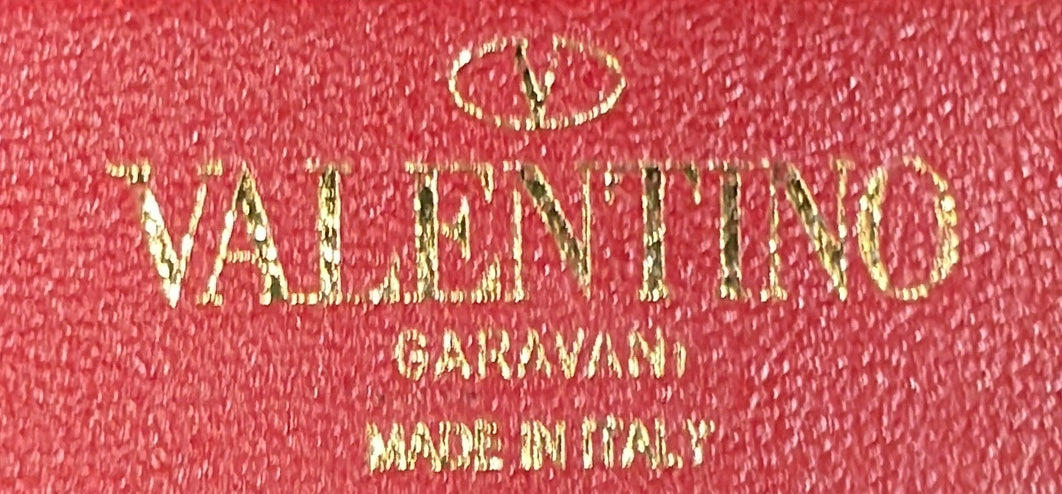 V
VALENTINO
GARAVANI
MADE IN ITALY